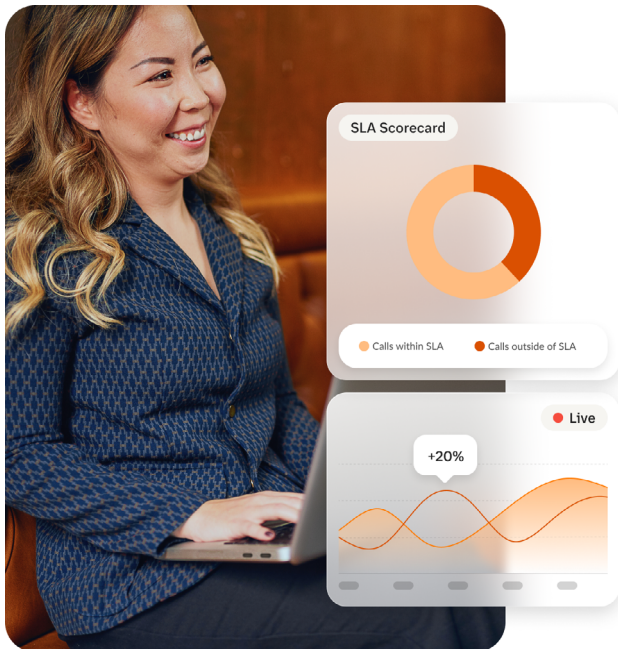 SLA Scorecard
Calls within SLA
Calls outside of SLA
Live
+20%